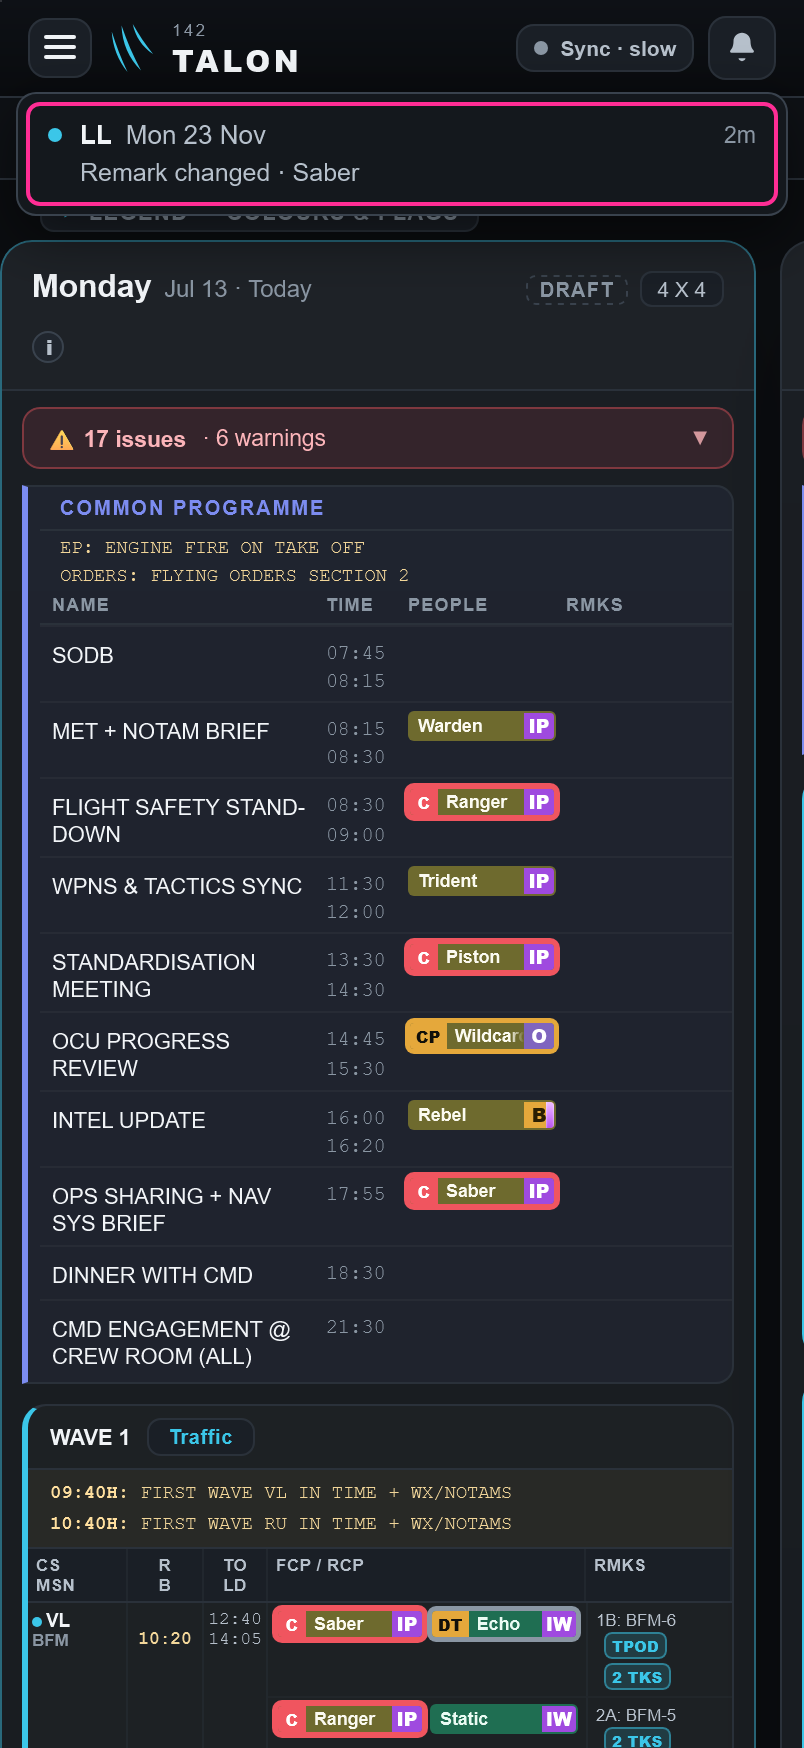 142
TALON
Sync · slow
LL Mon 23 Nov 2m
Remark changed · Saber
LEGEND COLOURS & FLAGS
Monday Jul 13 · Today DRAFT 4 X 4
i
17 issues · 6 warnings ▼
COMMON PROGRAMME
EP: ENGINE FIRE ON TAKE OFF
ORDERS: FLYING ORDERS SECTION 2
NAME TIME PEOPLE RMKS
SODB 07:45
08:15
MET + NOTAM BRIEF 08:15 Warden IP
08:30
FLIGHT SAFETY STAND- 08:30 C Ranger IP
DOWN 09:00
WPNS & TACTICS SYNC 11:30 Trident IP
12:00
STANDARDISATION 13:30 C Piston IP
MEETING 14:30
OCU PROGRESS 14:45 CP Wildcar O
REVIEW 15:30
INTEL UPDATE 16:00 Rebel B
16:20
OPS SHARING + NAV 17:55 C Saber IP
SYS BRIEF
DINNER WITH CMD 18:30
CMD ENGAGEMENT @ 21:30
CREW ROOM (ALL)
WAVE 1 Traffic
09:40H: FIRST WAVE VL IN TIME + WX/NOTAMS
10:40H: FIRST WAVE RU IN TIME + WX/NOTAMS
CS R TO FCP / RCP RMKS
MSN B LD
VL 10:20 12:40 C Saber IP DT Echo IW 1B: BFM-6
BFM 14:05 TPOD
2 TKS
C Ranger IP Static IW 2A: BFM-5
2 TKS